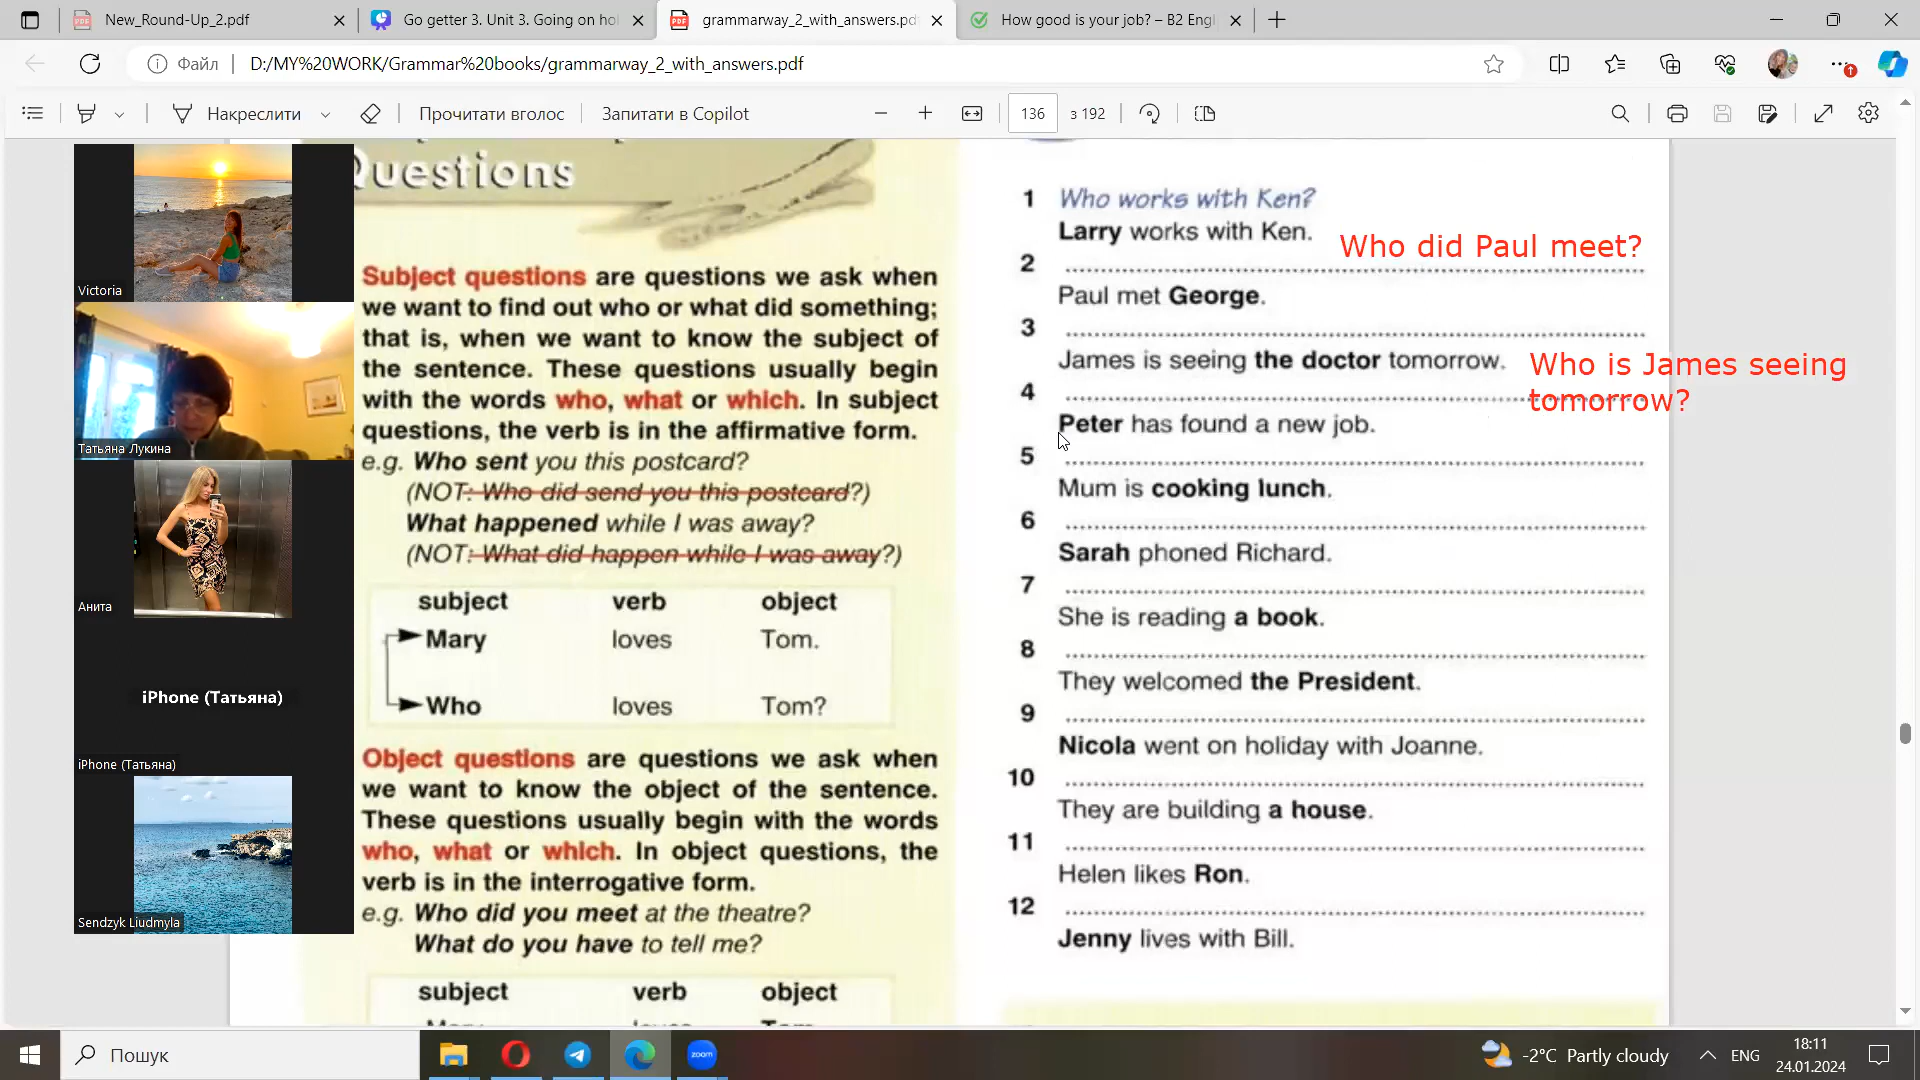 New_Round-Up_2.pdf
Go getter 3. Unit 3. Going on hol
grammarway_2_with_answers.pd
How good is your job? – B2 Engl
Файл
D:/MY%20WORK/Grammar%20books/grammarway_2_with_answers.pdf
Накреслити
Прочитати вголос
Запитати в Copilot
136
з 192
Questions
Subject questions are questions we ask when
we want to find out who or what did something;
that is, when we want to know the subject of
the sentence. These questions usually begin
with the words who, what or which. In subject
questions, the verb is in the affirmative form.
e.g. Who sent you this postcard?
(NOT: Who did send you this postcard?)
What happened while I was away?
(NOT: What did happen while I was away?)
subject verb object
Mary loves Tom.
Who loves Tom?
Object questions are questions we ask when
we want to know the object of the sentence.
These questions usually begin with the words
who, what or which. In object questions, the
verb is in the interrogative form.
e.g. Who did you meet at the theatre?
What do you have to tell me?
subject verb object
Mary loves Tom
1 Who works with Ken?
Larry works with Ken.
Who did Paul meet?
2
Paul met George.
3
James is seeing the doctor tomorrow.
Who is James seeing
tomorrow?
4
Peter has found a new job.
5
Mum is cooking lunch.
6
Sarah phoned Richard.
7
She is reading a book.
8
They welcomed the President.
9
Nicola went on holiday with Joanne.
10
They are building a house.
11
Helen likes Ron.
12
Jenny lives with Bill.
Victoria
Татьяна Лукина
Анита
iPhone (Татьяна)
iPhone (Татьяна)
Sendzyk Liudmyla
Пошук
zoom
-2°C Partly cloudy
ENG
18:11
24.01.2024